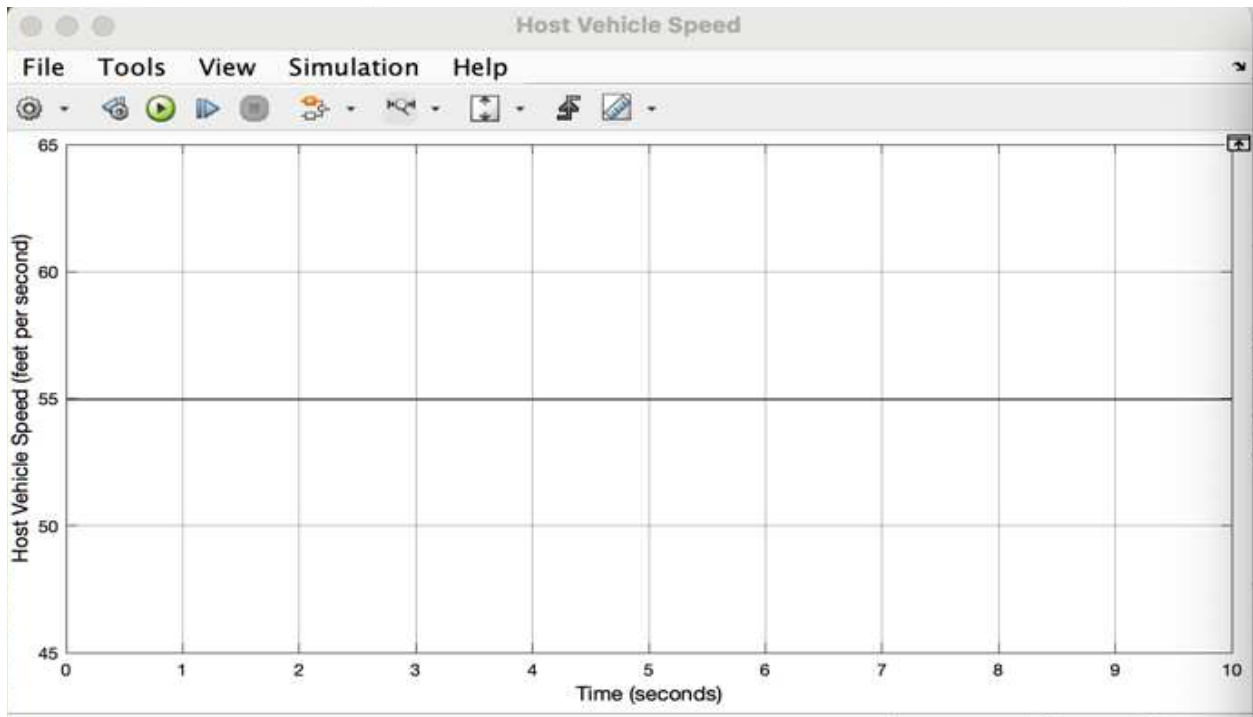 Host Vehicle Speed
File Tools View Simulation Help
65
60
55
50
45
Host Vehicle Speed (feet per second)
0 1 2 3 4 5 6 7 8 9 10
Time (seconds)